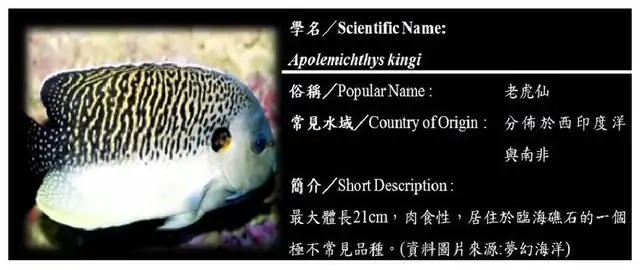 學名／Scientific Name:
Apolemichthys kingi
俗稱／Popular Name : 老虎仙
常見水域／Country of Origin : 分佈於西印度洋
與南非
簡介／Short Description :
最大體長21cm，肉食性，居住於臨海礁石的一個
極不常見品種。(資料圖片來源:夢幻海洋)